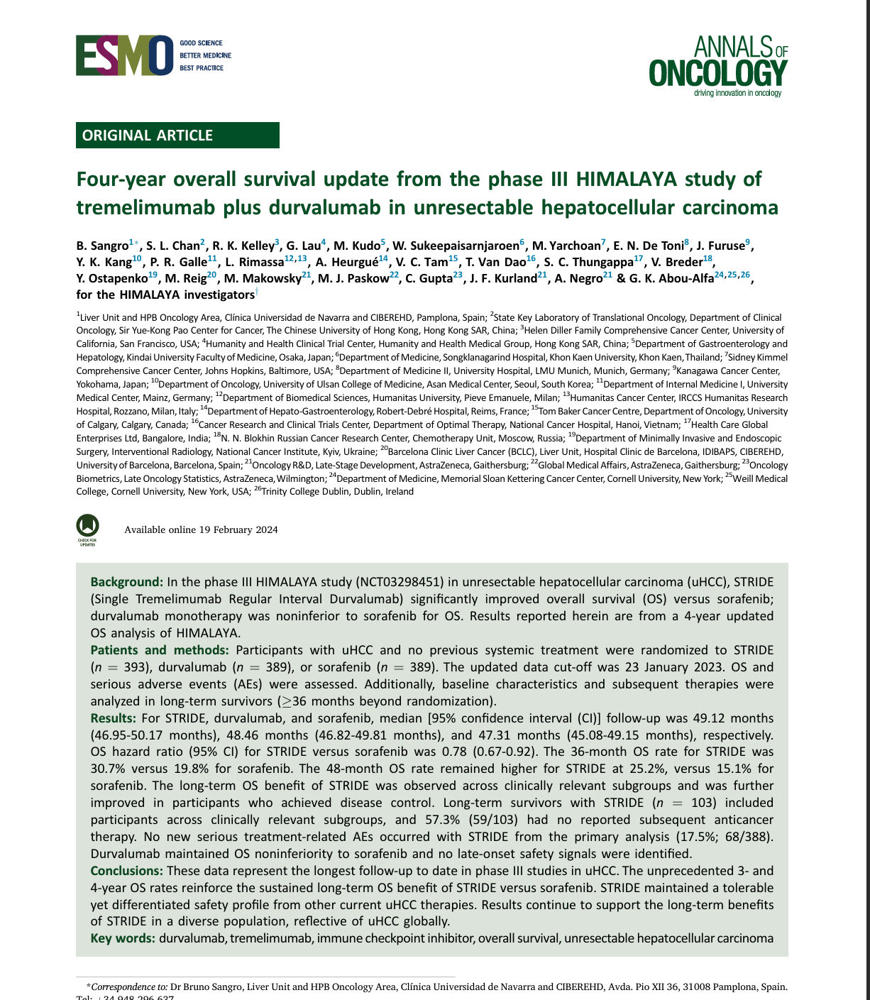 ESMO
GOOD SCIENCE
BETTER MEDICINE
BEST PRACTICE
ANNALS OF
ONCOLOGY
driving innovation in oncology
ORIGINAL ARTICLE
Four-year overall survival update from the phase III HIMALAYA study of
tremelimumab plus durvalumab in unresectable hepatocellular carcinoma
B. Sangro1*, S. L. Chan2, R. K. Kelley3, G. Lau4, M. Kudo5, W. Sukeepaisarnjaroen6, M. Yarchoan7, E. N. De Toni8, J. Furuse9,
Y. K. Kang10, P. R. Galle11, L. Rimassa12,13, A. Heurgué14, V. C. Tam15, T. Van Dao16, S. C. Thungappa17, V. Breder18,
Y. Ostapenko19, M. Reig20, M. Makowsky21, M. J. Paskow22, C. Gupta23, J. F. Kurland21, A. Negro21 & G. K. Abou-Alfa24,25,26,
for the HIMALAYA investigators†
1Liver Unit and HPB Oncology Area, Clínica Universidad de Navarra and CIBEREHD, Pamplona, Spain; 2State Key Laboratory of Translational Oncology, Department of Clinical
Oncology, Sir Yue-Kong Pao Center for Cancer, The Chinese University of Hong Kong, Hong Kong SAR, China; 3Helen Diller Family Comprehensive Cancer Center, University of
California, San Francisco, USA; 4Humanity and Health Clinical Trial Center, Humanity and Health Medical Group, Hong Kong SAR, China; 5Department of Gastroenterology and
Hepatology, Kindai University Faculty of Medicine, Osaka, Japan; 6Department of Medicine, Songklanagarind Hospital, Khon Kaen University, Khon Kaen, Thailand; 7Sidney Kimmel
Comprehensive Cancer Center, Johns Hopkins, Baltimore, USA; 8Department of Medicine II, University Hospital, LMU Munich, Munich, Germany; 9Kanagawa Cancer Center,
Yokohama, Japan; 10Department of Oncology, University of Ulsan College of Medicine, Asan Medical Center, Seoul, South Korea; 11Department of Internal Medicine I, University
Medical Center, Mainz, Germany; 12Department of Biomedical Sciences, Humanitas University, Pieve Emanuele, Milan; 13Humanitas Cancer Center, IRCCS Humanitas Research
Hospital, Rozzano, Milan, Italy; 14Department of Hepato-Gastroenterology, Robert-Debré Hospital, Reims, France; 15Tom Baker Cancer Centre, Department of Oncology, University
of Calgary, Calgary, Canada; 16Cancer Research and Clinical Trials Center, Department of Optimal Therapy, National Cancer Hospital, Hanoi, Vietnam; 17Health Care Global
Enterprises Ltd, Bangalore, India; 18N. N. Blokhin Russian Cancer Research Center, Chemotherapy Unit, Moscow, Russia; 19Department of Minimally Invasive and Endoscopic
Surgery, Interventional Radiology, National Cancer Institute, Kyiv, Ukraine; 20Barcelona Clinic Liver Cancer (BCLC), Liver Unit, Hospital Clinic de Barcelona, IDIBAPS, CIBEREHD,
University of Barcelona, Barcelona, Spain; 21Oncology R&D, Late-Stage Development, AstraZeneca, Gaithersburg; 22Global Medical Affairs, AstraZeneca, Gaithersburg; 23Oncology
Biometrics, Late Oncology Statistics, AstraZeneca, Wilmington; 24Department of Medicine, Memorial Sloan Kettering Cancer Center, Cornell University, New York; 25Weill Medical
College, Cornell University, New York, USA; 26Trinity College Dublin, Dublin, Ireland
CHECK FOR
UPDATES
Available online 19 February 2024
Background: In the phase III HIMALAYA study (NCT03298451) in unresectable hepatocellular carcinoma (uHCC), STRIDE
(Single Tremelimumab Regular Interval Durvalumab) significantly improved overall survival (OS) versus sorafenib;
durvalumab monotherapy was noninferior to sorafenib for OS. Results reported herein are from a 4-year updated
OS analysis of HIMALAYA.
Patients and methods: Participants with uHCC and no previous systemic treatment were randomized to STRIDE
(n = 393), durvalumab (n = 389), or sorafenib (n = 389). The updated data cut-off was 23 January 2023. OS and
serious adverse events (AEs) were assessed. Additionally, baseline characteristics and subsequent therapies were
analyzed in long-term survivors (≥36 months beyond randomization).
Results: For STRIDE, durvalumab, and sorafenib, median [95% confidence interval (CI)] follow-up was 49.12 months
(46.95-50.17 months), 48.46 months (46.82-49.81 months), and 47.31 months (45.08-49.15 months), respectively.
OS hazard ratio (95% CI) for STRIDE versus sorafenib was 0.78 (0.67-0.92). The 36-month OS rate for STRIDE was
30.7% versus 19.8% for sorafenib. The 48-month OS rate remained higher for STRIDE at 25.2%, versus 15.1% for
sorafenib. The long-term OS benefit of STRIDE was observed across clinically relevant subgroups and was further
improved in participants who achieved disease control. Long-term survivors with STRIDE (n = 103) included
participants across clinically relevant subgroups, and 57.3% (59/103) had no reported subsequent anticancer
therapy. No new serious treatment-related AEs occurred with STRIDE from the primary analysis (17.5%; 68/388).
Durvalumab maintained OS noninferiority to sorafenib and no late-onset safety signals were identified.
Conclusions: These data represent the longest follow-up to date in phase III studies in uHCC. The unprecedented 3- and
4-year OS rates reinforce the sustained long-term OS benefit of STRIDE versus sorafenib. STRIDE maintained a tolerable
yet differentiated safety profile from other current uHCC therapies. Results continue to support the long-term benefits
of STRIDE in a diverse population, reflective of uHCC globally.
Key words: durvalumab, tremelimumab, immune checkpoint inhibitor, overall survival, unresectable hepatocellular carcinoma
*Correspondence to: Dr Bruno Sangro, Liver Unit and HPB Oncology Area, Clínica Universidad de Navarra and CIBEREHD, Avda. Pio XII 36, 31008 Pamplona, Spain.
Tel: +34 948 296 637